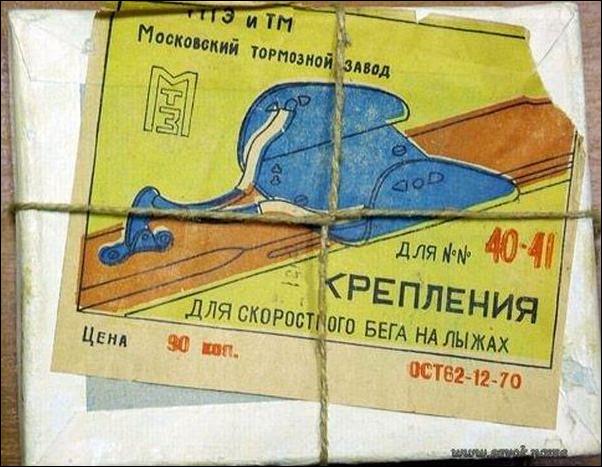 и ТМ
Московский тормозной завод
МТЗ
для №№ 40-41
КРЕПЛЕНИЯ
ДЛЯ СКОРОСТНОГО БЕГА НА ЛЫЖАХ
Цена 90 коп.
ОСТ62-12-70